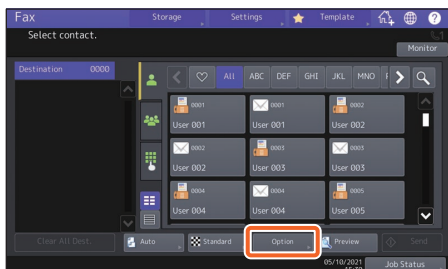 Fax Storage Settings Template ?
Select contact.
Monitor
Destination 0000
All ABC DEF GHI JKL MNO
0001 0001 0002
User 001 User 001 User 002
0002 0003 0003
User 002 User 003 User 003
0004 0004 0005
User 004 User 004 User 005
Clear All Dest. Auto Standard Option Preview Send
05/10/2021 Job Status